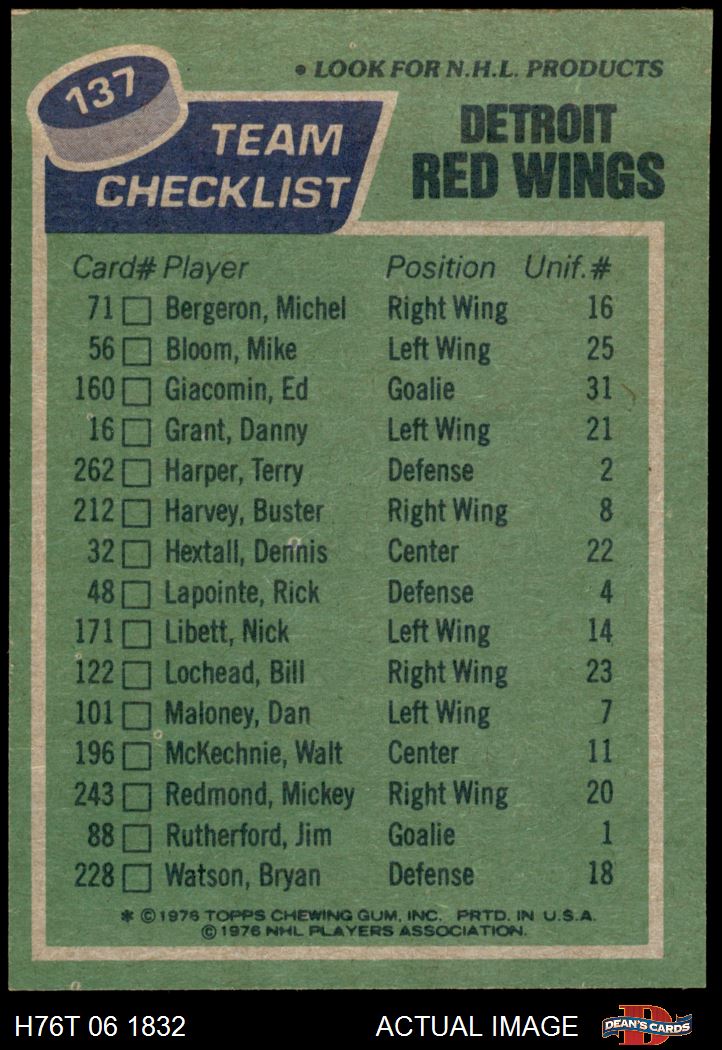 137
• LOOK FOR N.H.L. PRODUCTS
TEAM CHECKLIST
DETROIT
RED WINGS
Card# Player Position Unif.#
71 Bergeron, Michel Right Wing 16
56 Bloom, Mike Left Wing 25
160 Giacomin, Ed Goalie 31
16 Grant, Danny Left Wing 21
262 Harper, Terry Defense 2
212 Harvey, Buster Right Wing 8
32 Hextall, Dennis Center 22
48 Lapointe, Rick Defense 4
171 Libett, Nick Left Wing 14
122 Lochead, Bill Right Wing 23
101 Maloney, Dan Left Wing 7
196 McKechnie, Walt Center 11
243 Redmond, Mickey Right Wing 20
88 Rutherford, Jim Goalie 1
228 Watson, Bryan Defense 18
* © 1976 TOPPS CHEWING GUM, INC. PRTD. IN U.S.A.
© 1976 NHL PLAYERS ASSOCIATION.
H76T 06 1832 ACTUAL IMAGE D DEAN'S CARDS